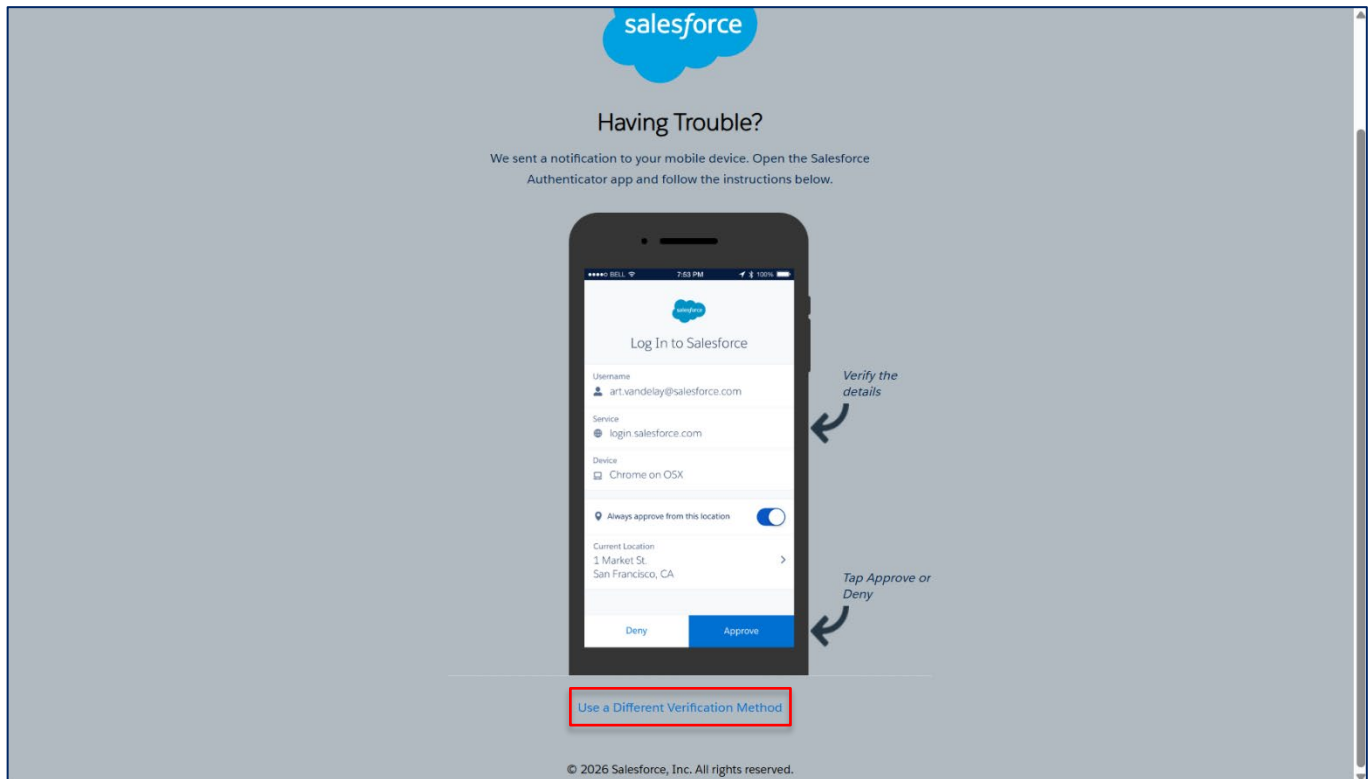 salesforce
Having Trouble?
We sent a notification to your mobile device. Open the Salesforce
Authenticator app and follow the instructions below.
BELL 7:53 PM 100%
salesforce
Log In to Salesforce
Username
art.vandelay@salesforce.com
Service
login.salesforce.com
Device
Chrome on OSX
Always approve from this location
Current Location
1 Market St.
San Francisco, CA
Deny
Approve
Verify the
details
Tap Approve or
Deny
Use a Different Verification Method
© 2026 Salesforce, Inc. All rights reserved.